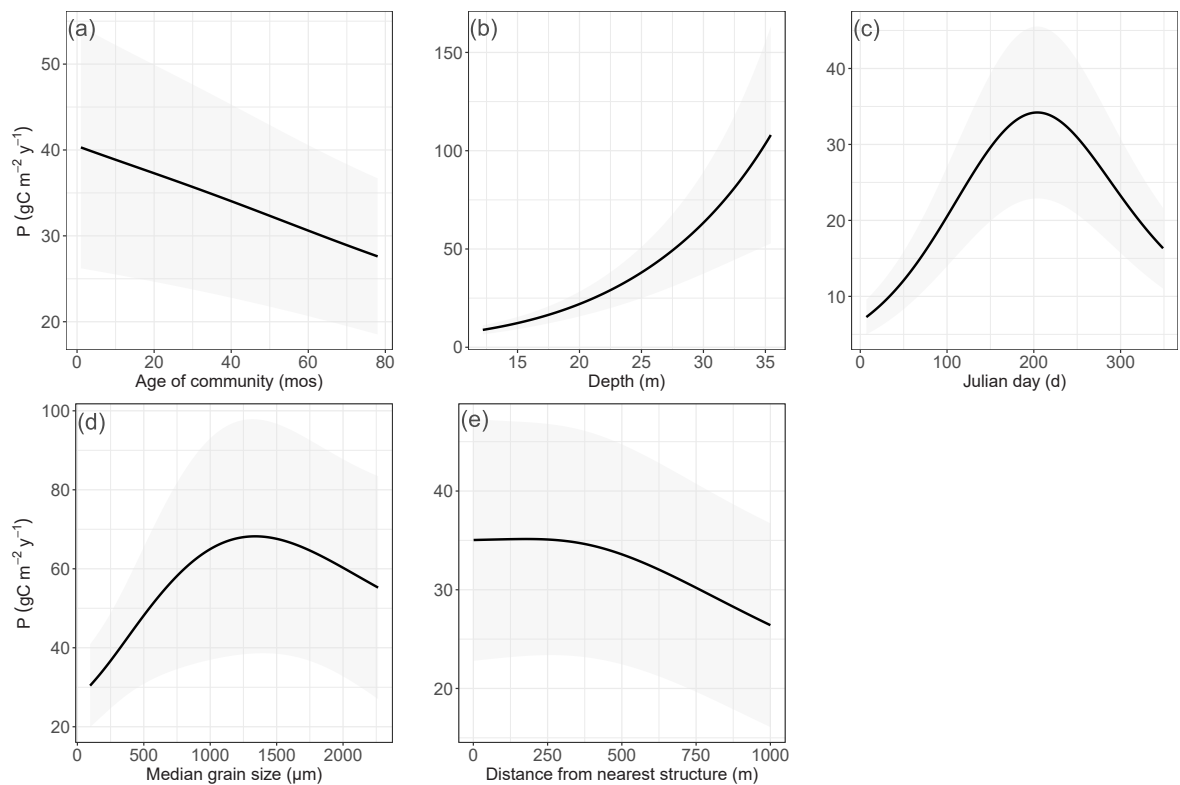 (a)
P (gC m⁻² y⁻¹)
50
40
30
20
0 20 40 60 80
Age of community (mos)
(b)
150
100
50
0
15 20 25 30 35
Depth (m)
(c)
40
30
20
10
0 100 200 300
Julian day (d)
(d)
P (gC m⁻² y⁻¹)
100
80
60
40
20
0 500 1000 1500 2000
Median grain size (µm)
(e)
40
30
20
0 250 500 750 1000
Distance from nearest structure (m)